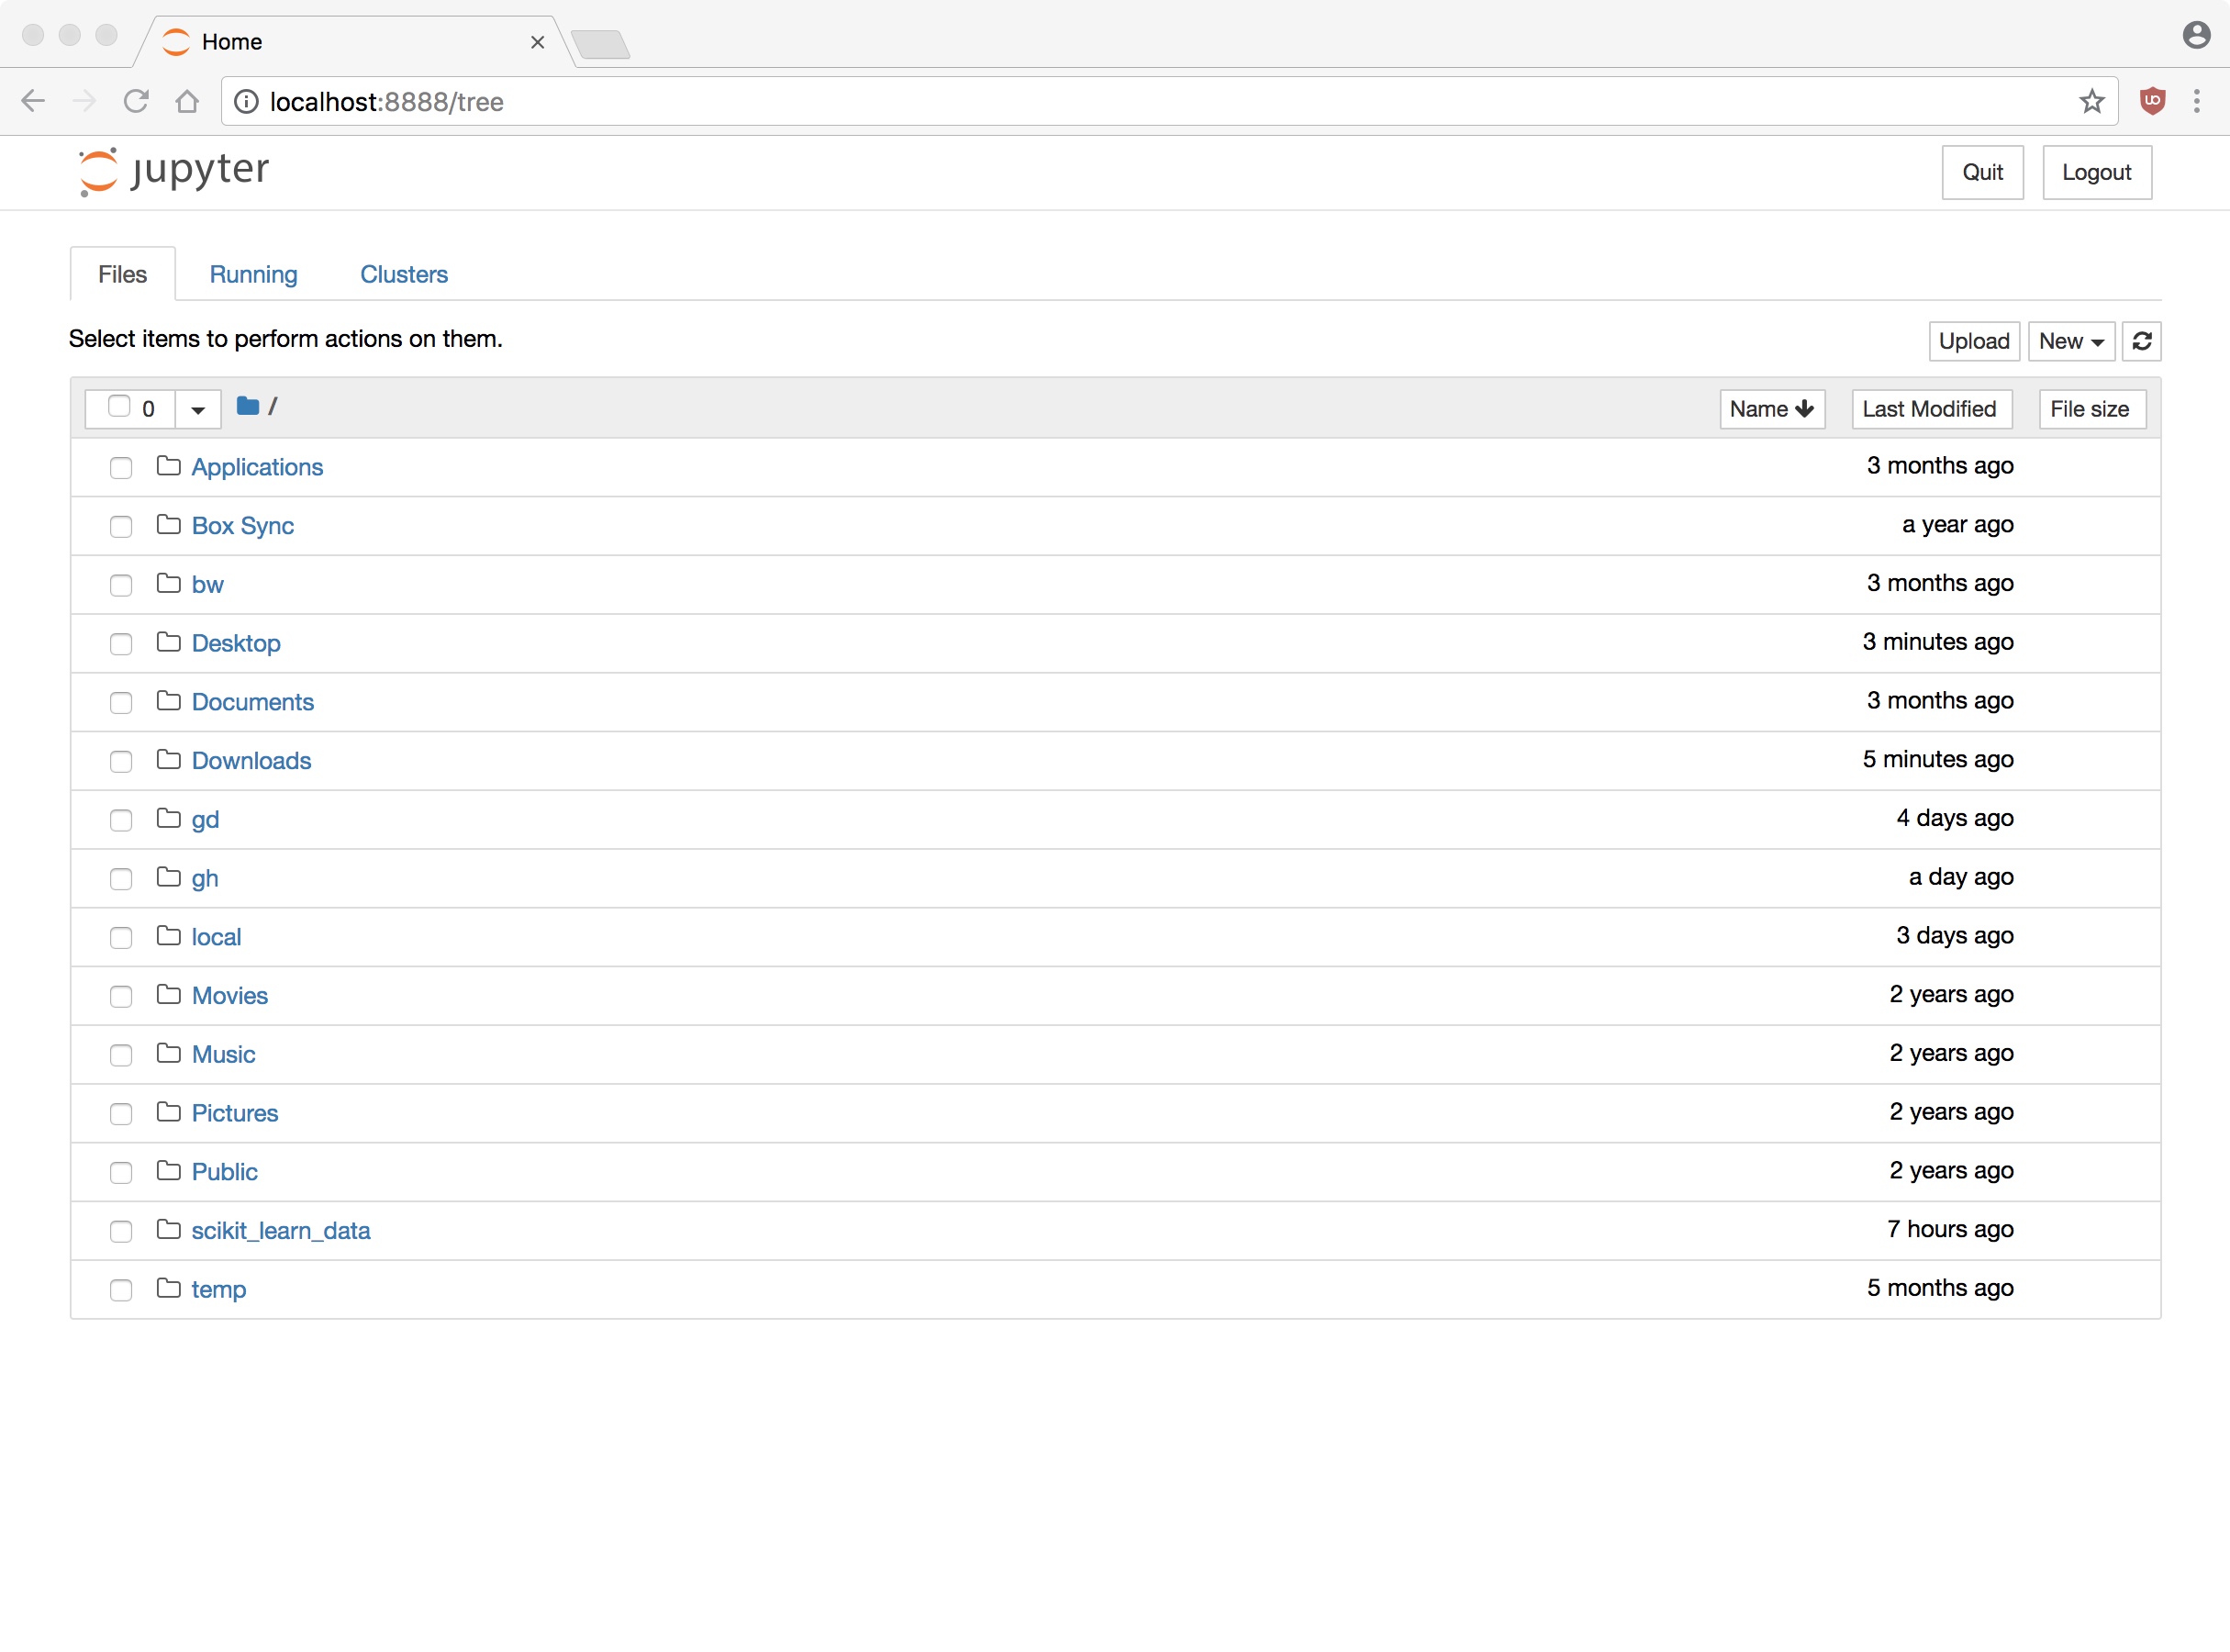 Home
localhost:8888/tree
jupyter
Quit Logout
Files Running Clusters
Select items to perform actions on them.
Upload New
0 / Name Last Modified File size
Applications 3 months ago
Box Sync a year ago
bw 3 months ago
Desktop 3 minutes ago
Documents 3 months ago
Downloads 5 minutes ago
gd 4 days ago
gh a day ago
local 3 days ago
Movies 2 years ago
Music 2 years ago
Pictures 2 years ago
Public 2 years ago
scikit_learn_data 7 hours ago
temp 5 months ago